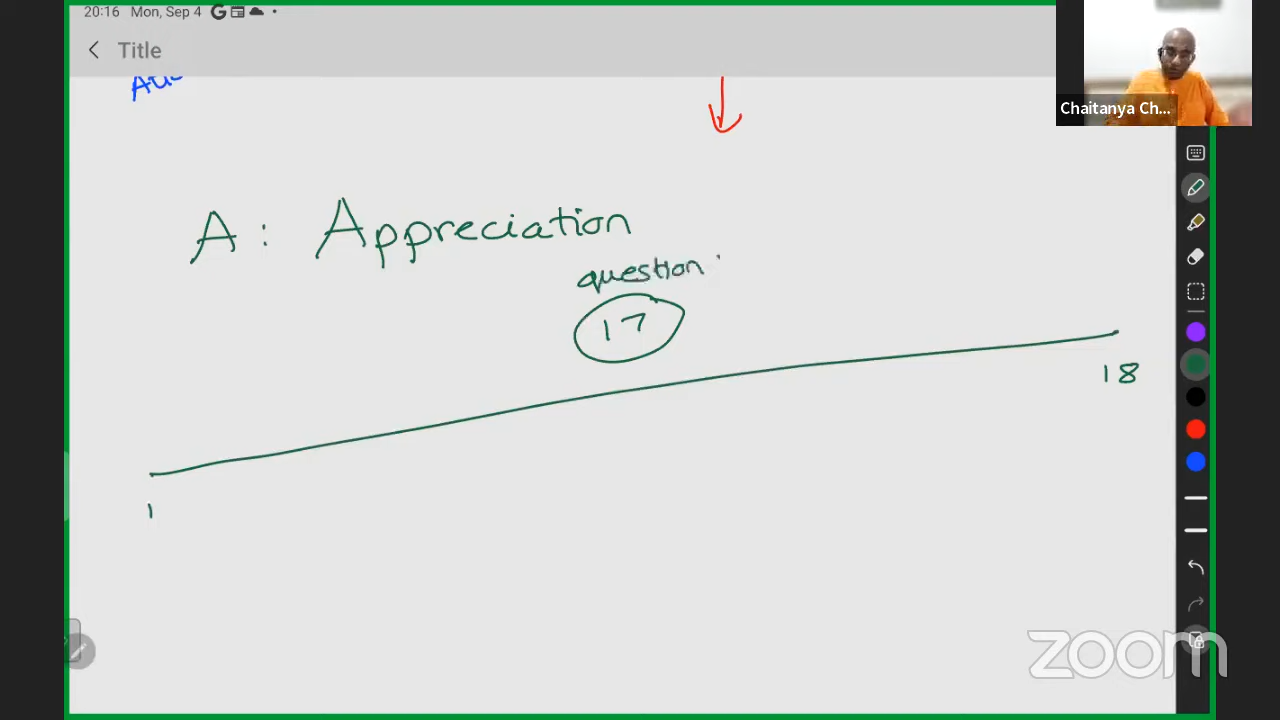 20:16 Mon, Sep 4
Title
Chaitanya Ch...
A: Appreciation
question
17
18
1
zoom